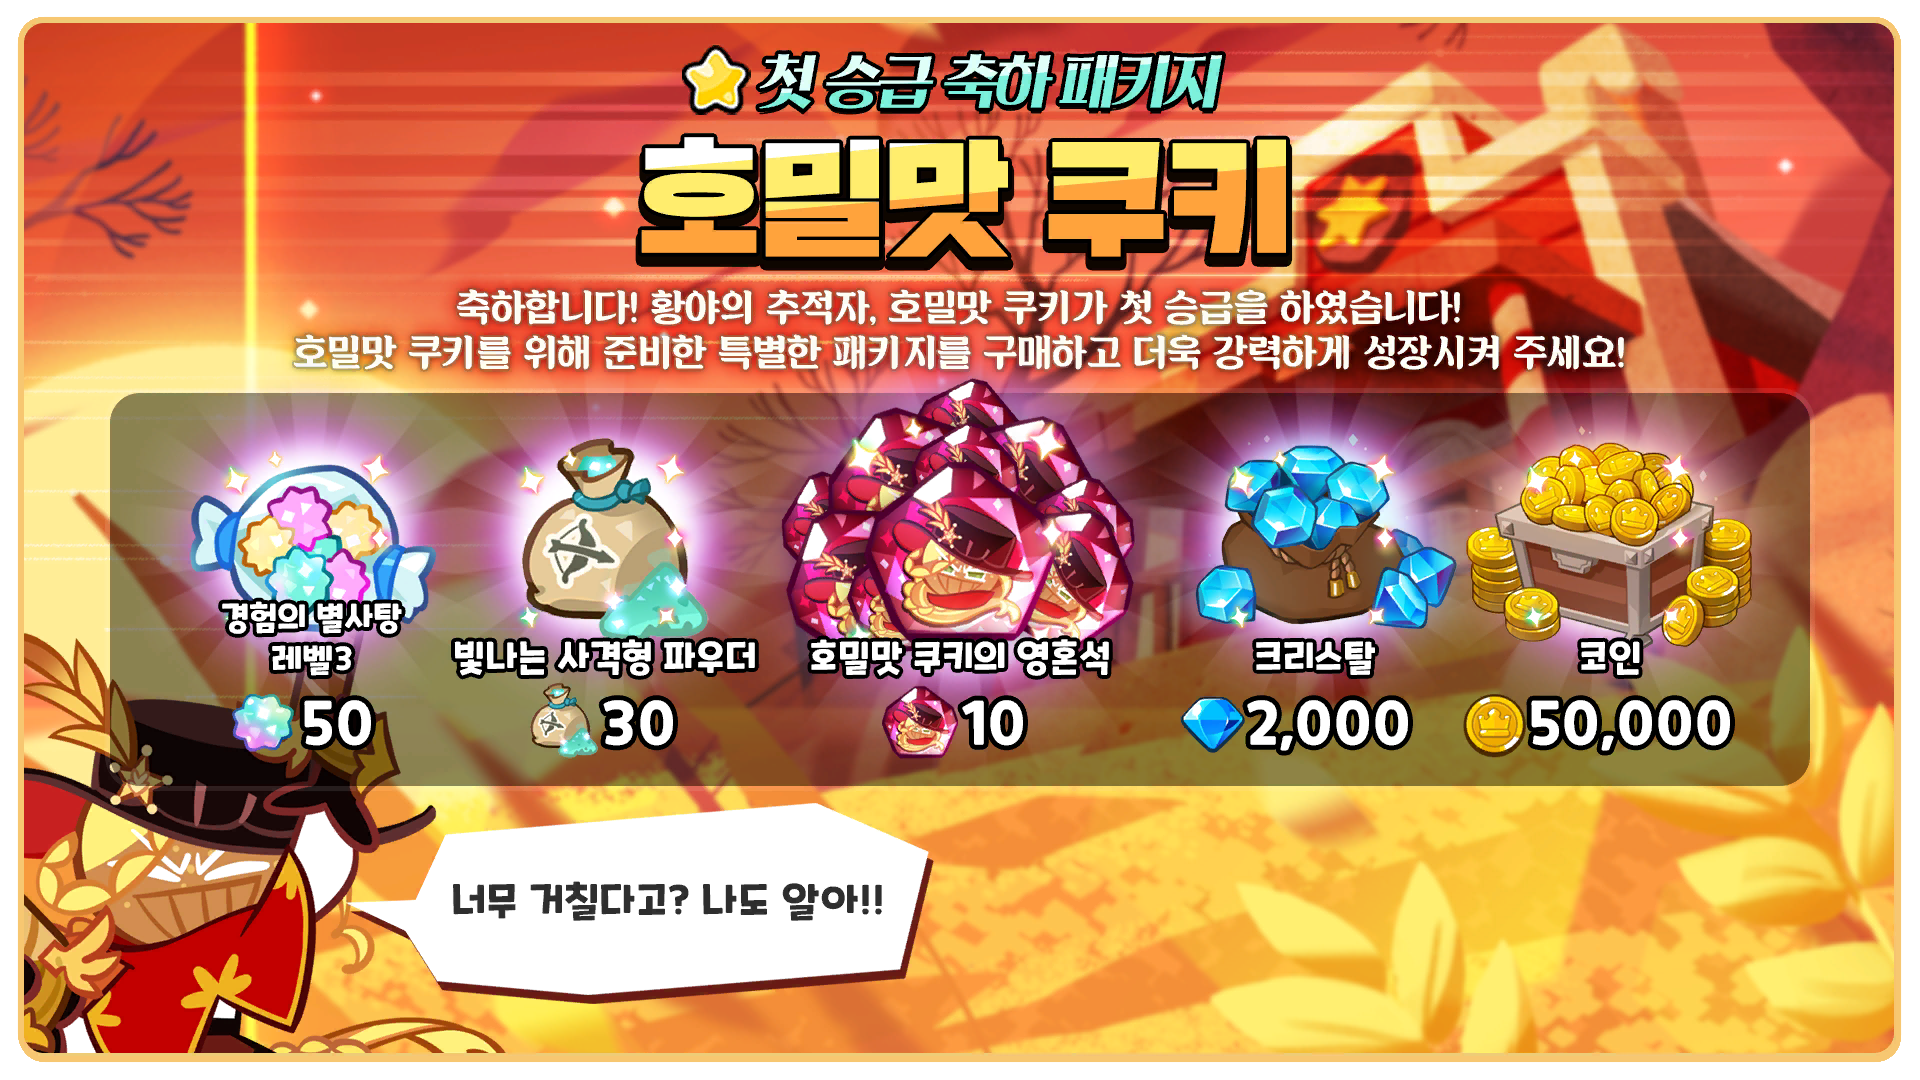 첫 승급 축하 패키지
호밀맛 쿠키
축하합니다! 황야의 추적자, 호밀맛 쿠키가 첫 승급을 하였습니다!
호밀맛 쿠키를 위해 준비한 특별한 패키지를 구매하고 더욱 강력하게 성장시켜 주세요!
경험의 별사탕
레벨3
50
빛나는 사격형 파우더
30
호밀맛 쿠키의 영혼석
10
크리스탈
2,000
코인
50,000
너무 거칠다고? 나도 알아!!